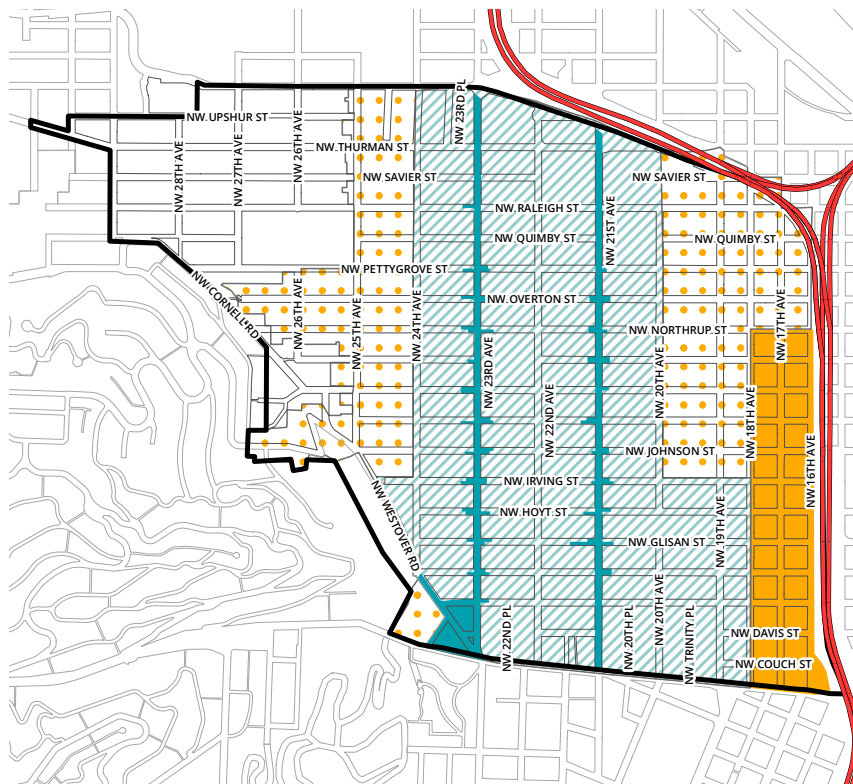 NW 23RD PL
NW UPSHUR ST
NW 28TH AVE
NW 27TH AVE
NW 26TH AVE
NW THURMAN ST
NW SAVIER ST
NW SAVIER ST
NW RALEIGH ST
NW 21ST AVE
NW QUIMBY ST
NW QUIMBY ST
NW PETTYGROVE ST
NW CORNELL RD
NW 26TH AVE
NW 25TH AVE
NW 24TH AVE
NW OVERTON ST
NW 17TH AVE
NW NORTHRUP ST
NW 23RD AVE
NW 22ND AVE
NW 20TH AVE
NW 18TH AVE
NW JOHNSON ST
NW 16TH AVE
NW IRVING ST
NW WESTOVER RD
NW HOYT ST
NW 19TH AVE
NW GLISAN ST
NW 22ND PL
NW 20TH PL
NW 20TH AVE
NW TRINITY PL
NW DAVIS ST
NW COUCH ST